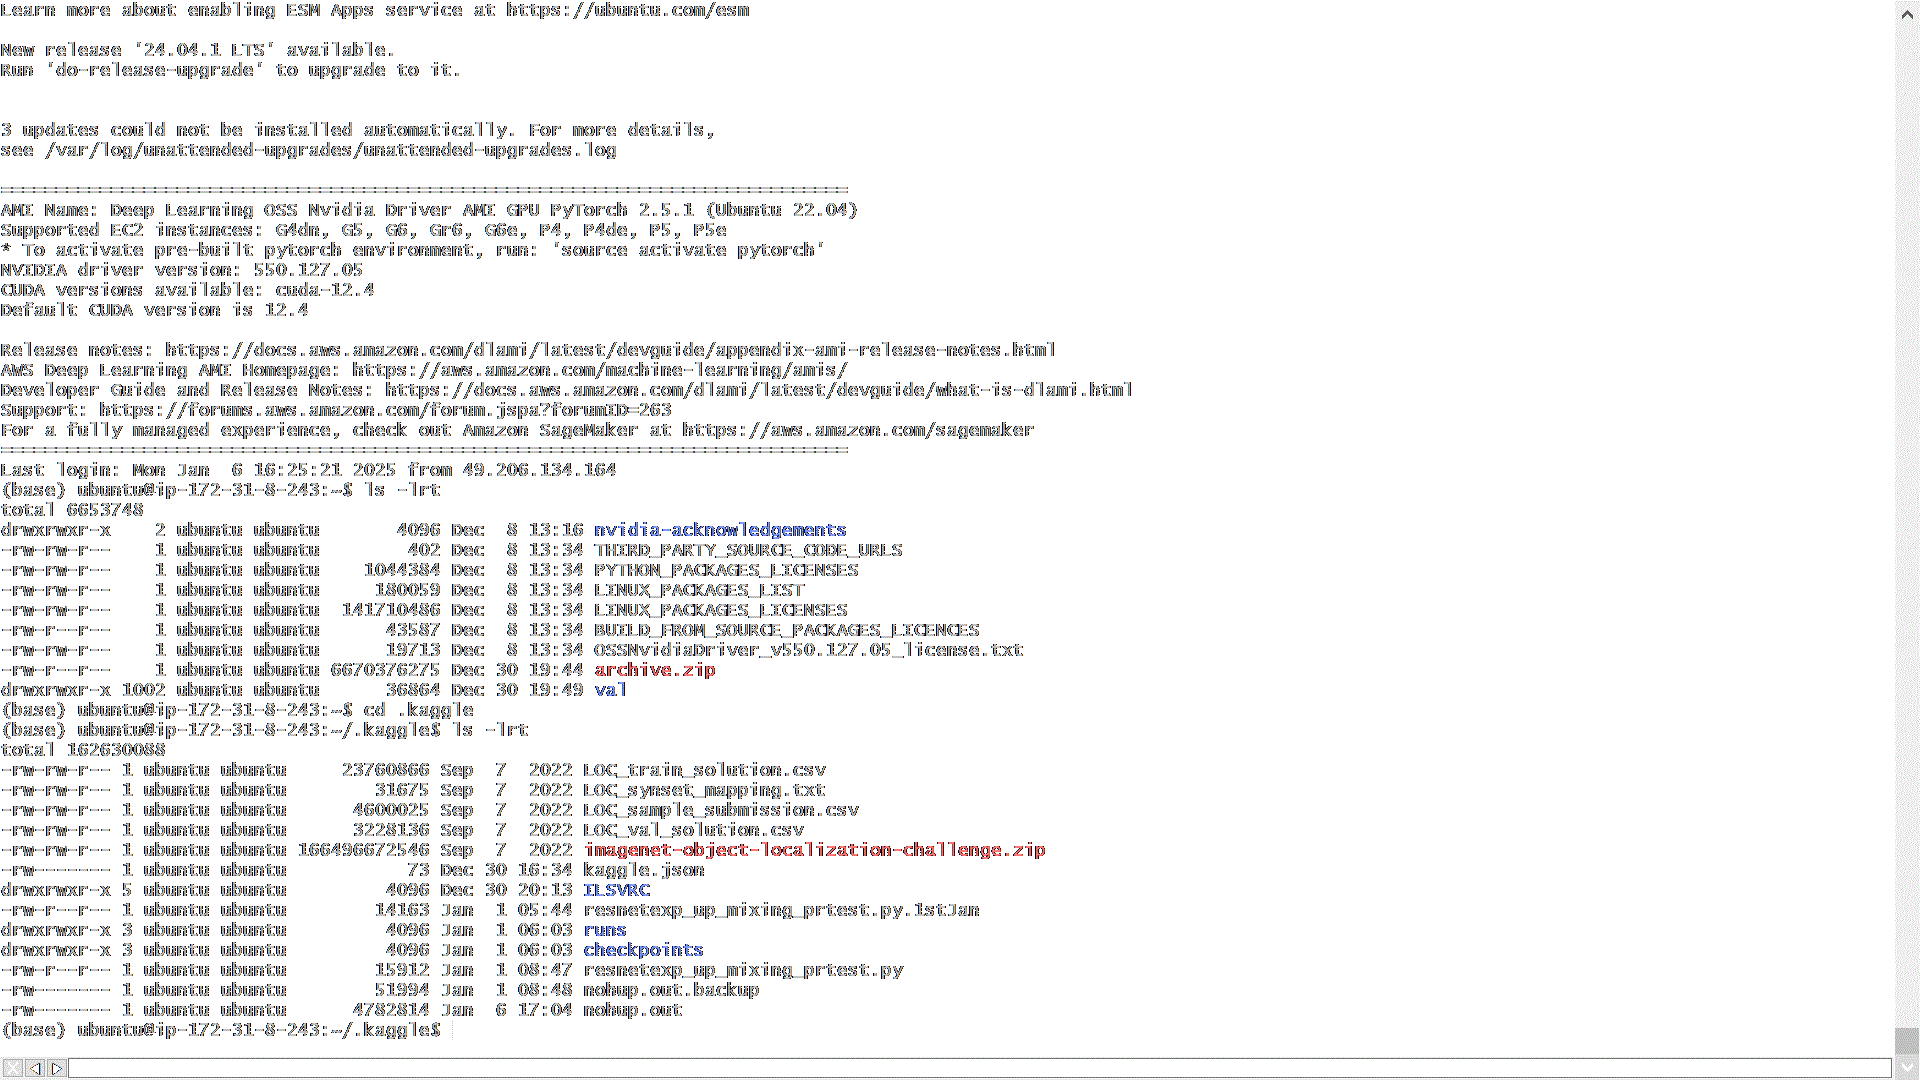 Learn more about enabling ESM Apps service at https://ubuntu.com/esm
New release '24.04.1 LTS' available.
Run 'do-release-upgrade' to upgrade to it.
3 updates could not be installed automatically. For more details,
see /var/log/unattended-upgrades/unattended-upgrades.log
=============================================================================
AMI Name: Deep Learning OSS Nvidia Driver AMI GPU PyTorch 2.5.1 (Ubuntu 22.04)
Supported EC2 instances: G4dn, G5, G6, Gr6, G6e, P4, P4de, P5, P5e
* To activate pre-built pytorch environment, run: 'source activate pytorch'
NVIDIA driver version: 550.127.05
CUDA versions available: cuda-12.4
Default CUDA version is 12.4
Release notes: https://docs.aws.amazon.com/dlami/latest/devguide/appendix-ami-release-notes.html
AWS Deep Learning AMI Homepage: https://aws.amazon.com/machine-learning/amis/
Developer Guide and Release Notes: https://docs.aws.amazon.com/dlami/latest/devguide/what-is-dlami.html
Support: https://forums.aws.amazon.com/forum.jspa?forumID=263
For a fully managed experience, check out Amazon SageMaker at https://aws.amazon.com/sagemaker
=============================================================================
Last login: Mon Jan  6 16:25:21 2025 from 49.206.134.164
(base) ubuntu@ip-172-31-8-243:~$ ls -lrt
total 6653748
drwxrwxr-x    2 ubuntu ubuntu       4096 Dec  8 13:16 nvidia-acknowledgements
-rw-rw-r--    1 ubuntu ubuntu        402 Dec  8 13:34 THIRD_PARTY_SOURCE_CODE_URLS
-rw-rw-r--    1 ubuntu ubuntu    1044384 Dec  8 13:34 PYTHON_PACKAGES_LICENSES
-rw-rw-r--    1 ubuntu ubuntu     180059 Dec  8 13:34 LINUX_PACKAGES_LIST
-rw-rw-r--    1 ubuntu ubuntu  141710486 Dec  8 13:34 LINUX_PACKAGES_LICENSES
-rw-r--r--    1 ubuntu ubuntu      43587 Dec  8 13:34 BUILD_FROM_SOURCE_PACKAGES_LICENCES
-rw-rw-r--    1 ubuntu ubuntu      19713 Dec  8 13:34 OSSNvidiaDriver_v550.127.05_license.txt
-rw-r--r--    1 ubuntu ubuntu 6670376275 Dec 30 19:44 archive.zip
drwxrwxr-x 1002 ubuntu ubuntu      36864 Dec 30 19:49 val
(base) ubuntu@ip-172-31-8-243:~$ cd .kaggle
(base) ubuntu@ip-172-31-8-243:~/.kaggle$ ls -lrt
total 162630088
-rw-rw-r-- 1 ubuntu ubuntu     23760866 Sep  7  2022 LOC_train_solution.csv
-rw-rw-r-- 1 ubuntu ubuntu        31675 Sep  7  2022 LOC_synset_mapping.txt
-rw-rw-r-- 1 ubuntu ubuntu      4600025 Sep  7  2022 LOC_sample_submission.csv
-rw-rw-r-- 1 ubuntu ubuntu      3228136 Sep  7  2022 LOC_val_solution.csv
-rw-rw-r-- 1 ubuntu ubuntu 166496672546 Sep  7  2022 imagenet-object-localization-challenge.zip
-rw------- 1 ubuntu ubuntu           73 Dec 30 16:34 kaggle.json
drwxrwxr-x 5 ubuntu ubuntu         4096 Dec 30 20:13 ILSVRC
-rw-r--r-- 1 ubuntu ubuntu        14163 Jan  1 05:44 resnetexp_up_mixing_prtest.py.1stJan
drwxrwxr-x 3 ubuntu ubuntu         4096 Jan  1 06:03 runs
drwxrwxr-x 3 ubuntu ubuntu         4096 Jan  1 06:03 checkpoints
-rw-r--r-- 1 ubuntu ubuntu        15912 Jan  1 08:47 resnetexp_up_mixing_prtest.py
-rw------- 1 ubuntu ubuntu        51994 Jan  1 08:48 nohup.out.backup
-rw------- 1 ubuntu ubuntu      4782814 Jan  6 17:04 nohup.out
(base) ubuntu@ip-172-31-8-243:~/.kaggle$